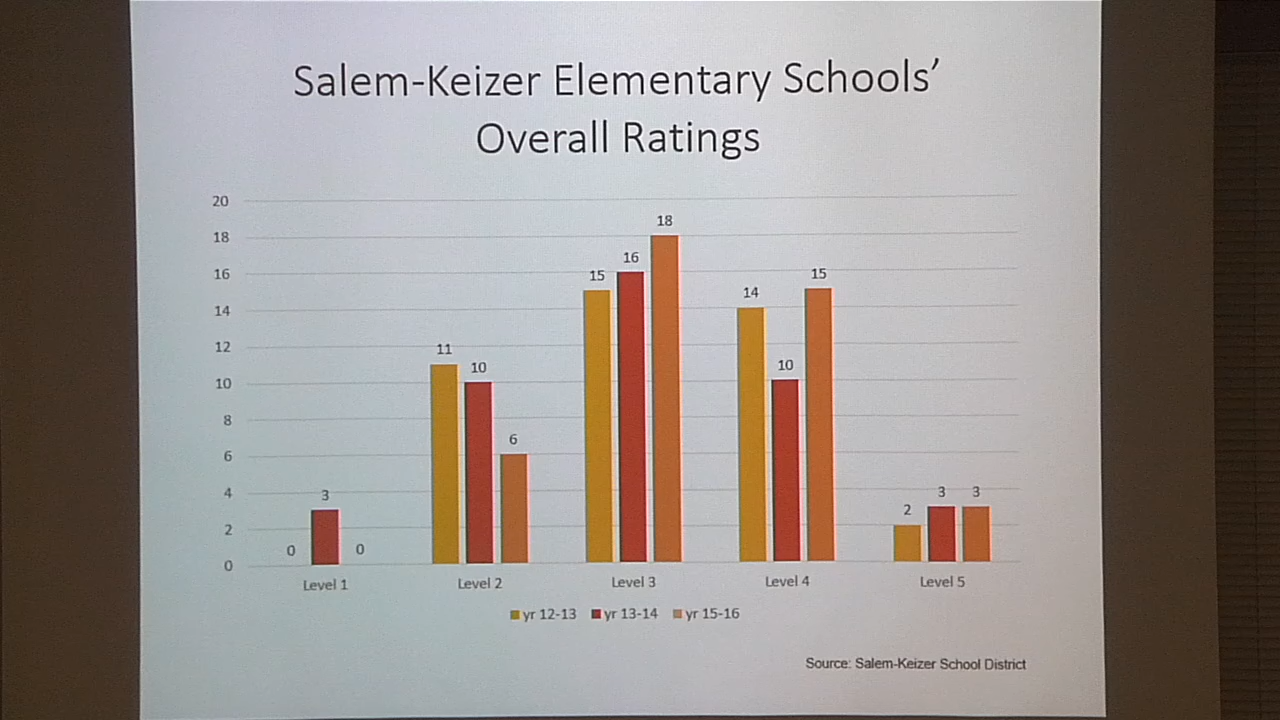 Salem-Keizer Elementary Schools’
Overall Ratings
20
18
16
14
12
10
8
6
4
2
0
0
3
0
11
10
6
15
16
18
14
10
15
2
3
3
Level 1
Level 2
Level 3
Level 4
Level 5
yr 12-13 yr 13-14 yr 15-16
Source: Salem-Keizer School District